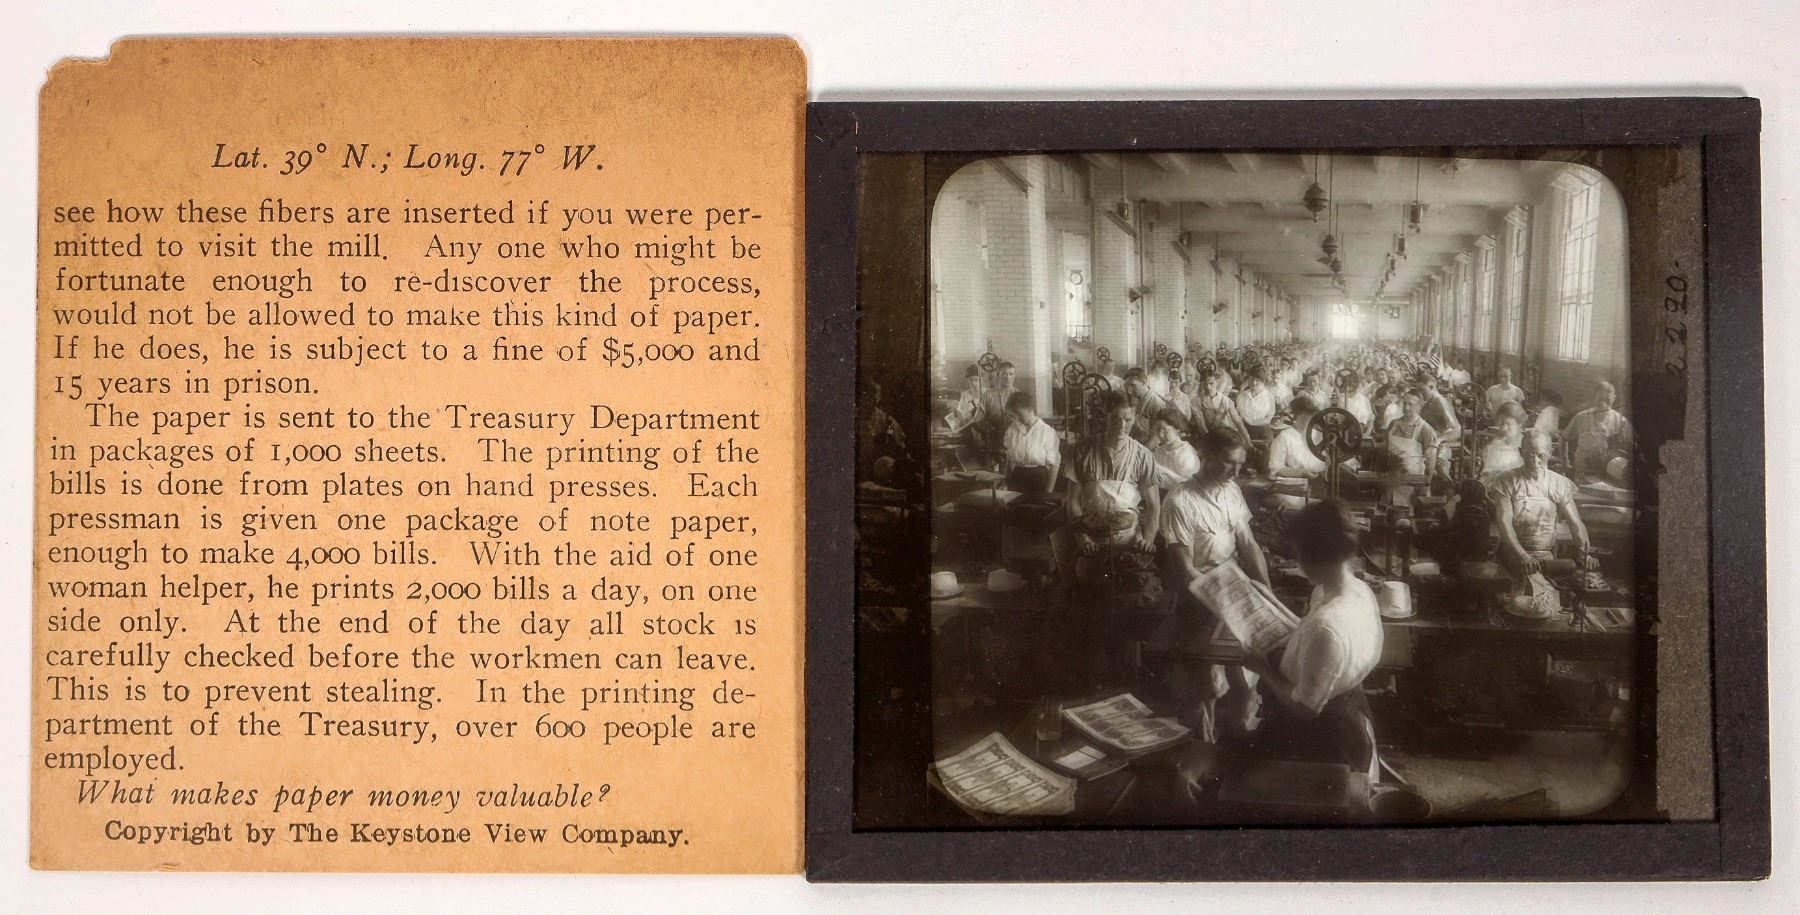 Lat. 39° N.; Long. 77° W.
see how these fibers are inserted if you were per-
mitted to visit the mill. Any one who might be
fortunate enough to re-discover the process,
would not be allowed to make this kind of paper.
If he does, he is subject to a fine of $5,000 and
15 years in prison.
The paper is sent to the Treasury Department
in packages of 1,000 sheets. The printing of the
bills is done from plates on hand presses. Each
pressman is given one package of note paper,
enough to make 4,000 bills. With the aid of one
woman helper, he prints 2,000 bills a day, on one
side only. At the end of the day all stock is
carefully checked before the workmen can leave.
This is to prevent stealing. In the printing de-
partment of the Treasury, over 600 people are
employed.
What makes paper money valuable?
Copyright by The Keystone View Company.